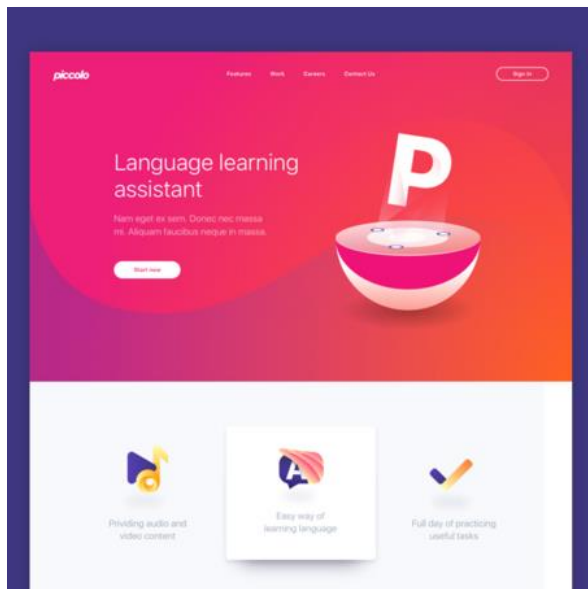 piccolo
Features Work Careers Contact Us
Sign in
Language learning
assistant
Nam eget ex sem. Donec nec massa
mi. Aliquam faucibus neque in massa.
Start now
P
A
Prividing audio and
video content
Easy way of
learning language
Full day of practicing
useful tasks